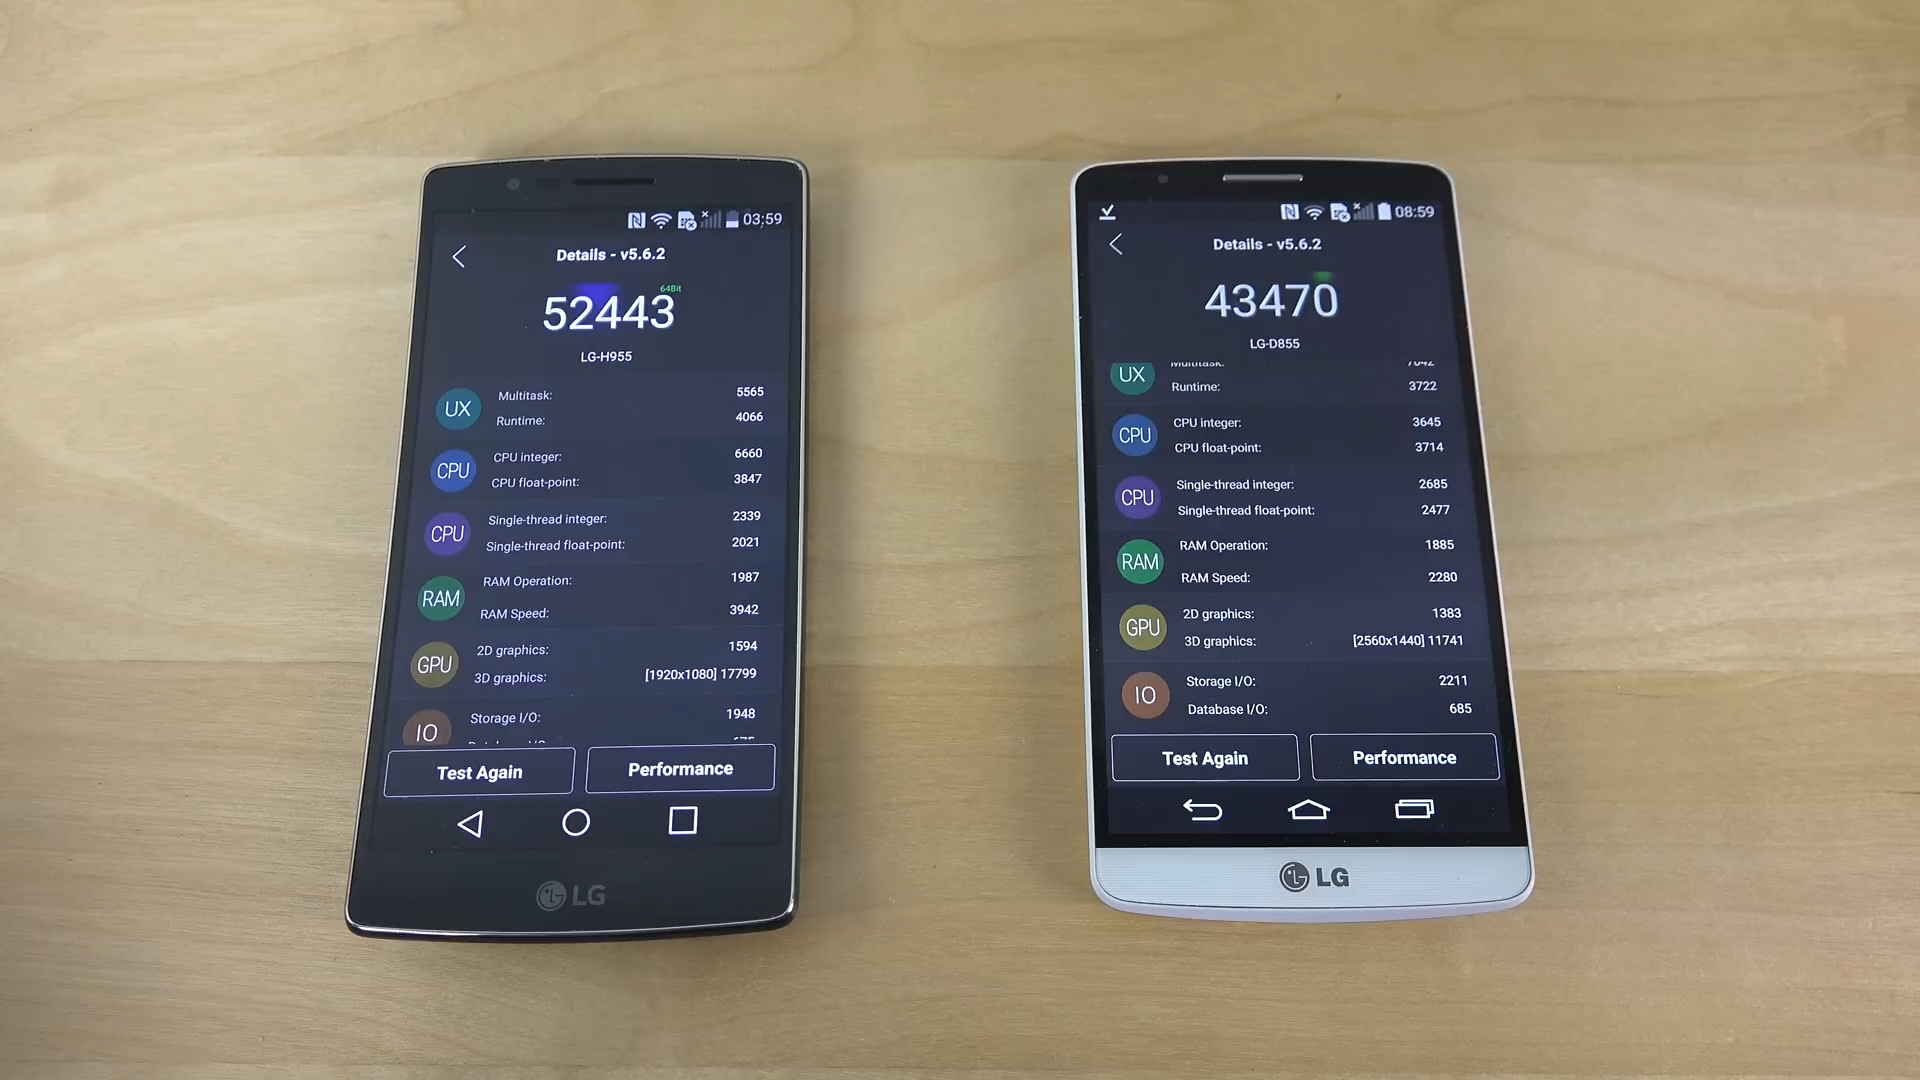 03:59
Details - v5.6.2
64Bit
52443
LG-H955
UX
Multitask: 5565
Runtime: 4066
CPU
CPU integer: 6660
CPU float-point: 3847
CPU
Single-thread integer: 2339
Single-thread float-point: 2021
RAM
RAM Operation: 1987
RAM Speed: 3942
GPU
2D graphics: 1594
3D graphics: [1920x1080] 17799
IO
Storage I/O: 1948
Test Again
Performance
LG
08:59
Details - v5.6.2
43470
LG-D855
UX
Runtime: 3722
CPU
CPU integer: 3645
CPU float-point: 3714
CPU
Single-thread integer: 2685
Single-thread float-point: 2477
RAM
RAM Operation: 1885
RAM Speed: 2280
GPU
2D graphics: 1383
3D graphics: [2560x1440] 11741
IO
Storage I/O: 2211
Database I/O: 685
Test Again
Performance
LG